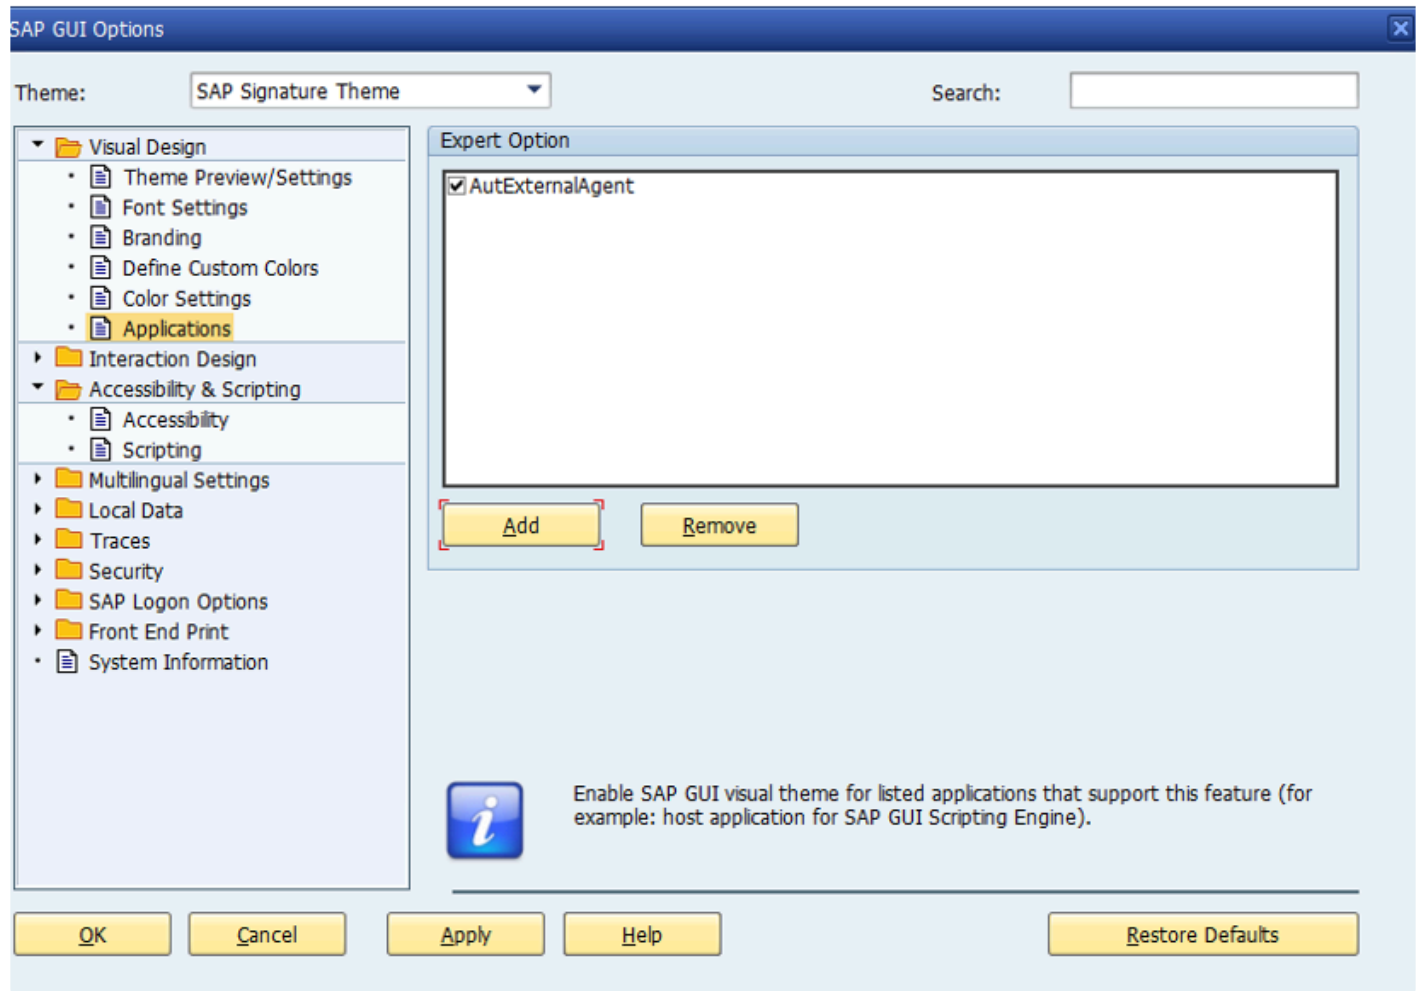 SAP GUI Options
Theme: SAP Signature Theme Search:
Visual Design
Theme Preview/Settings
Font Settings
Branding
Define Custom Colors
Color Settings
Applications
Interaction Design
Accessibility & Scripting
Accessibility
Scripting
Multilingual Settings
Local Data
Traces
Security
SAP Logon Options
Front End Print
System Information
Expert Option
AutExternalAgent
Add Remove
Enable SAP GUI visual theme for listed applications that support this feature (for
example: host application for SAP GUI Scripting Engine).
OK Cancel Apply Help Restore Defaults